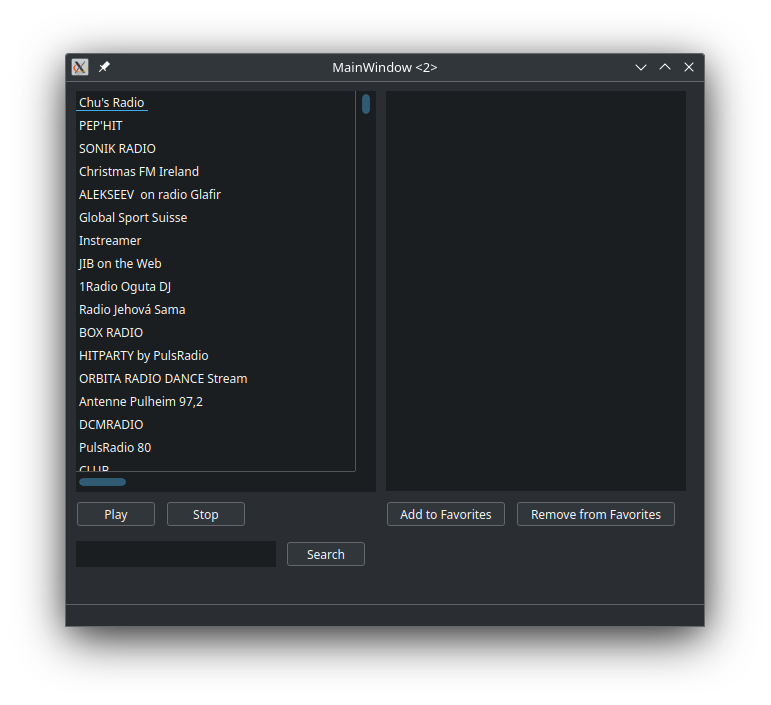 MainWindow <2>
Chu's Radio
PEP'HIT
SONIK RADIO
Christmas FM Ireland
ALEKSEEV  on radio Glafir
Global Sport Suisse
Instreamer
JIB on the Web
1Radio Oguta DJ
Radio Jehová Sama
BOX RADIO
HITPARTY by PulsRadio
ORBITA RADIO DANCE Stream
Antenne Pulheim 97,2
DCMRADIO
PulsRadio 80
CLUB
Play Stop Add to Favorites Remove from Favorites
Search